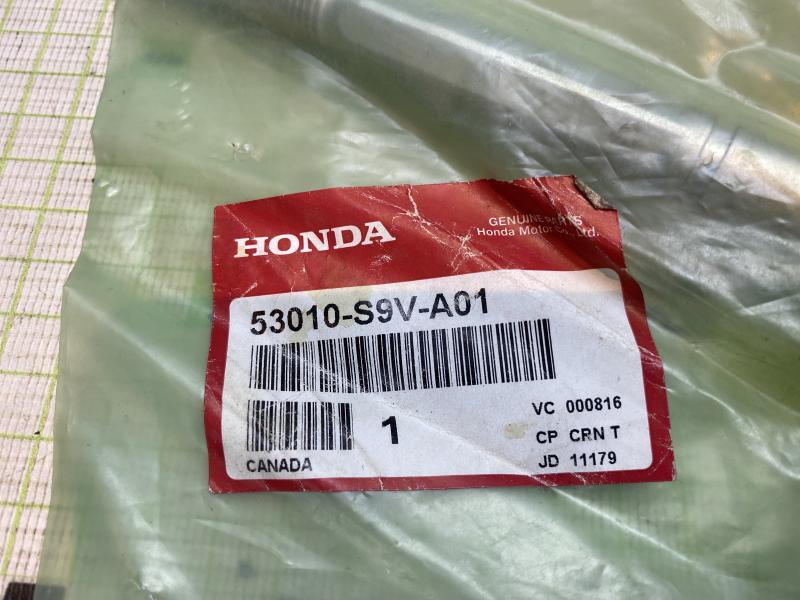 HONDA
GENUINE PARTS
Honda Motor Co., Ltd.
53010-S9V-A01
1
VC 000816
CP CRN T
JD 11179
CANADA